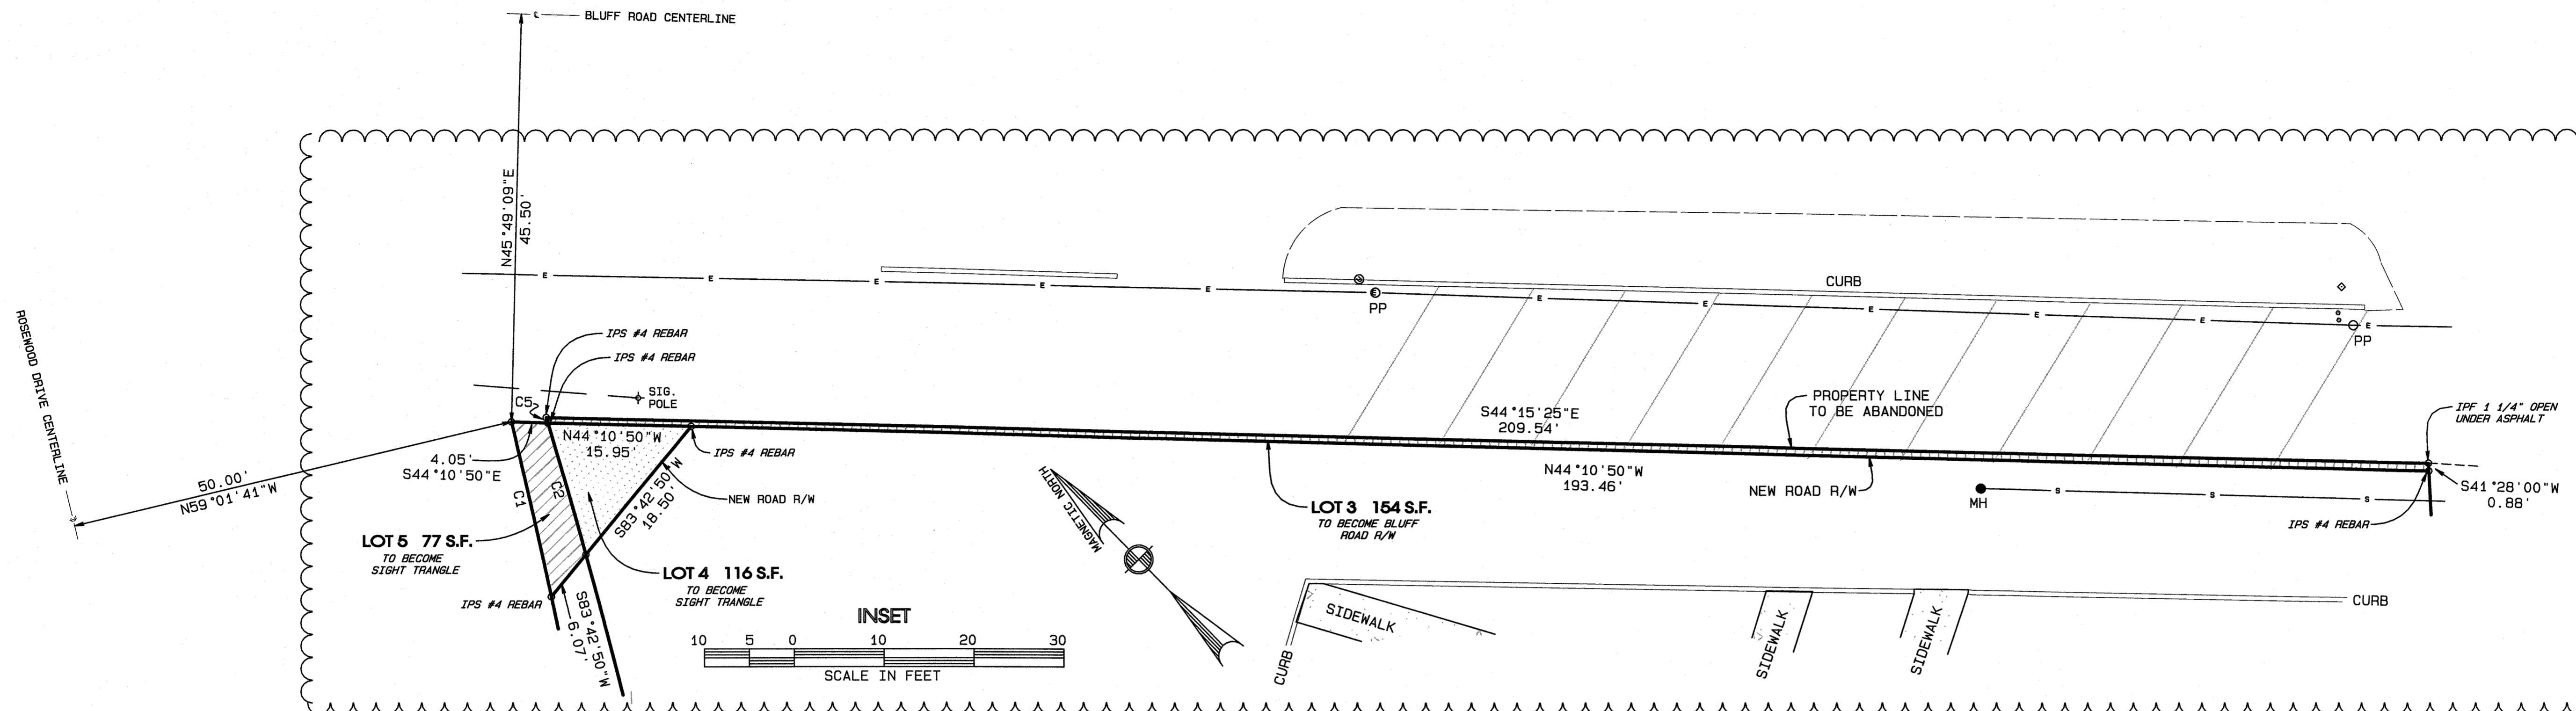 BLUFF ROAD CENTERLINE
N45°49'09"E
45.50'
ROSEWOOD DRIVE CENTERLINE
50.00'
N59°01'41"W
IPS #4 REBAR
IPS #4 REBAR
C5
SIG.
POLE
N44°10'50"W
15.95'
4.05'
S44°10'50"E
C1
C2
S83°42'50"W
18.50'
IPS #4 REBAR
NEW ROAD R/W
LOT 5 77 S.F.
TO BECOME
SIGHT TRANGLE
LOT 4 116 S.F.
TO BECOME
SIGHT TRANGLE
IPS #4 REBAR
S83°42'50"W
6.07'
INSET
10 5 0 10 20 30
SCALE IN FEET
MAGNETIC NORTH
E E E E E E E E E E E E
PP
CURB
PP
S44°15'25"E
209.54'
PROPERTY LINE
TO BE ABANDONED
N44°10'50"W
193.46'
NEW ROAD R/W
LOT 3 154 S.F.
TO BECOME BLUFF
ROAD R/W
MH
S S S
IPF 1 1/4" OPEN
UNDER ASPHALT
S41°28'00"W
0.88'
IPS #4 REBAR
CURB
SIDEWALK
SIDEWALK
SIDEWALK
CURB